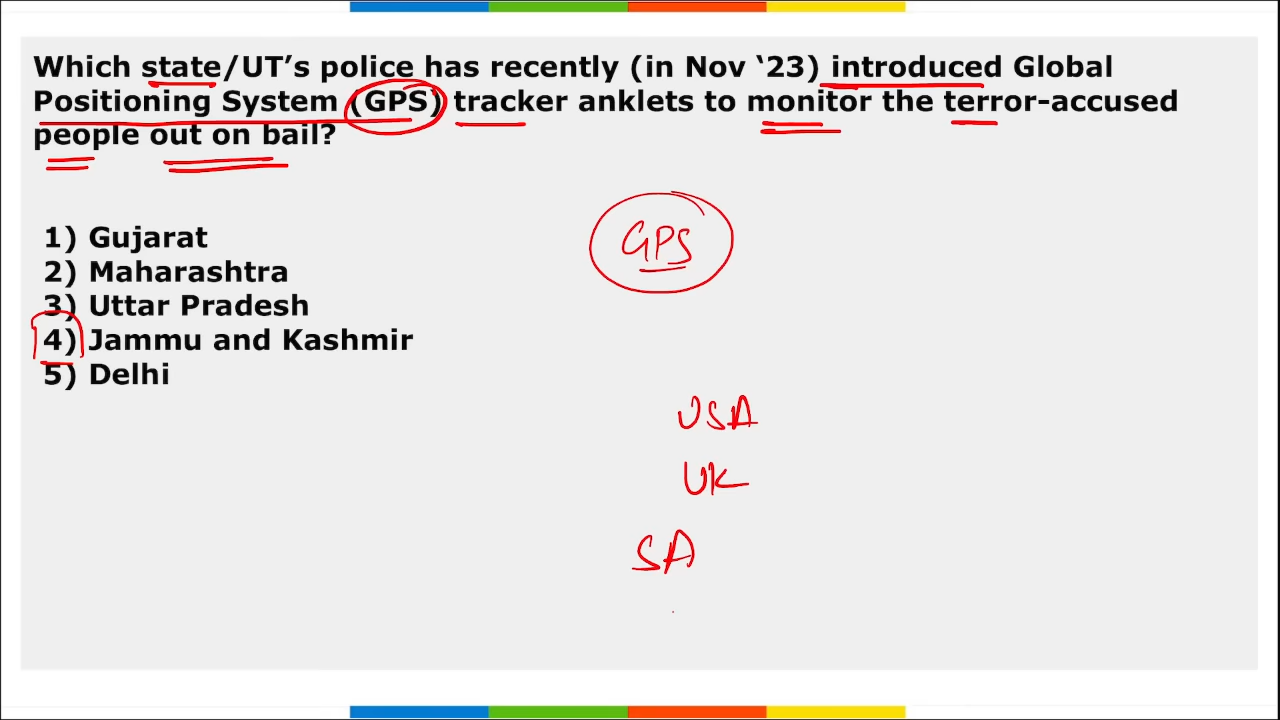 Which state/UT’s police has recently (in Nov ‘23) introduced Global
Positioning System (GPS) tracker anklets to monitor the terror-accused
people out on bail?
1) Gujarat
2) Maharashtra
3) Uttar Pradesh
4) Jammu and Kashmir
5) Delhi
GPS
USA
UK
SA